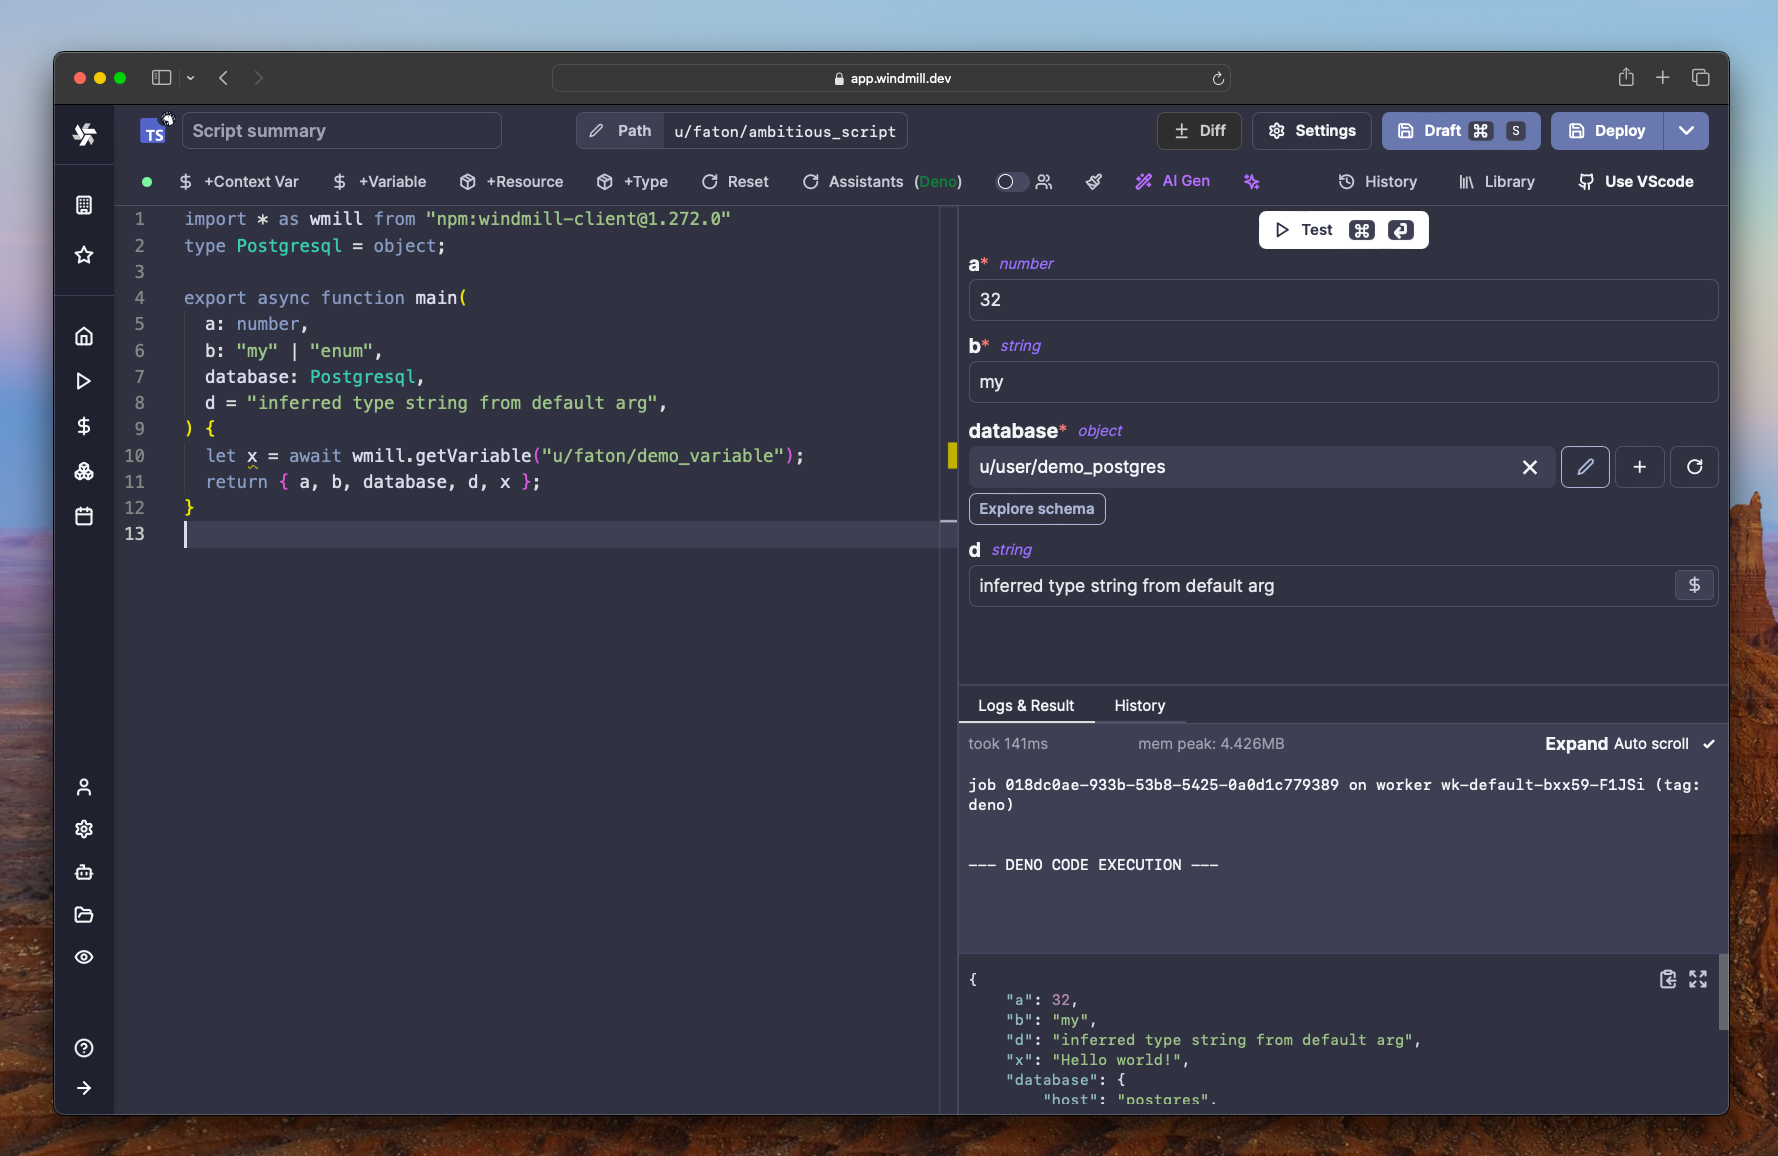 app.windmill.dev
TS
Script summary
Path u/faton/ambitious_script
Diff
Settings
Draft ⌘ S
Deploy
+Context Var
+Variable
+Resource
+Type
Reset
Assistants (Deno)
AI Gen
History
Library
Use VScode
1 import * as wmill from "npm:windmill-client@1.272.0"
2 type Postgresql = object;
3
4 export async function main(
5 a: number,
6 b: "my" | "enum",
7 database: Postgresql,
8 d = "inferred type string from default arg",
9 ) {
10 let x = await wmill.getVariable("u/faton/demo_variable");
11 return { a, b, database, d, x };
12 }
13
Test ⌘
a* number
32
b* string
my
database* object
u/user/demo_postgres
Explore schema
d string
inferred type string from default arg
$
Logs & Result
History
took 141ms
mem peak: 4.426MB
Expand Auto scroll
job 018dc0ae-933b-53b8-5425-0a0d1c779389 on worker wk-default-bxx59-F1JSi (tag:
deno)
--- DENO CODE EXECUTION ---
{
"a": 32,
"b": "my",
"d": "inferred type string from default arg",
"x": "Hello world!",
"database": {
"host": "postgres",